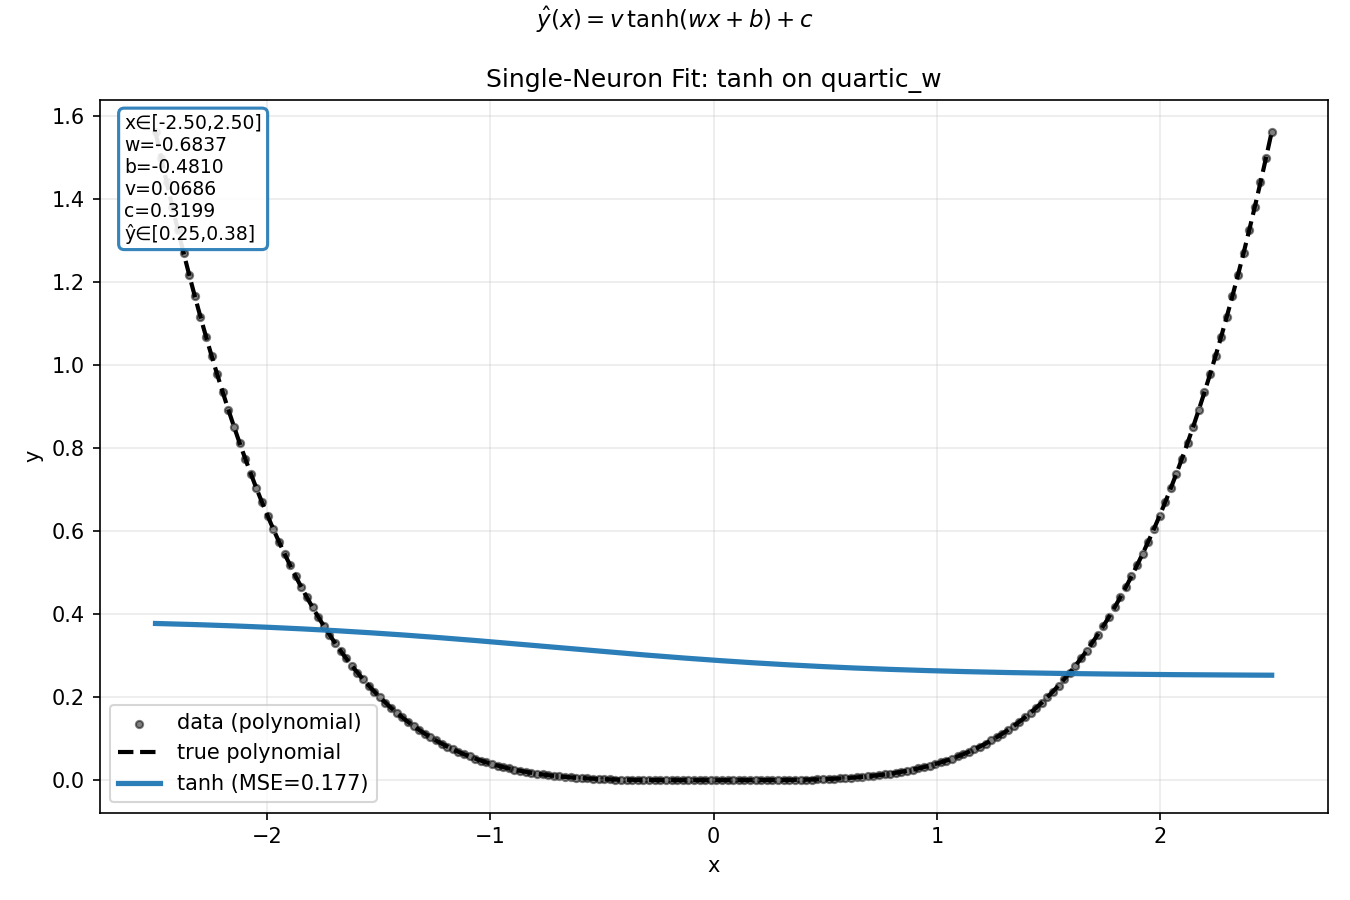 ŷ(x) = v tanh(wx + b) + c
Single-Neuron Fit: tanh on quartic_w
x∈[-2.50,2.50]
w=-0.6837
b=-0.4810
v=0.0686
c=0.3199
ŷ∈[0.25,0.38]
1.6
1.4
1.2
1.0
0.8
0.6
0.4
0.2
0.0
y
data (polynomial)
true polynomial
tanh (MSE=0.177)
−2
−1
0
1
2
x